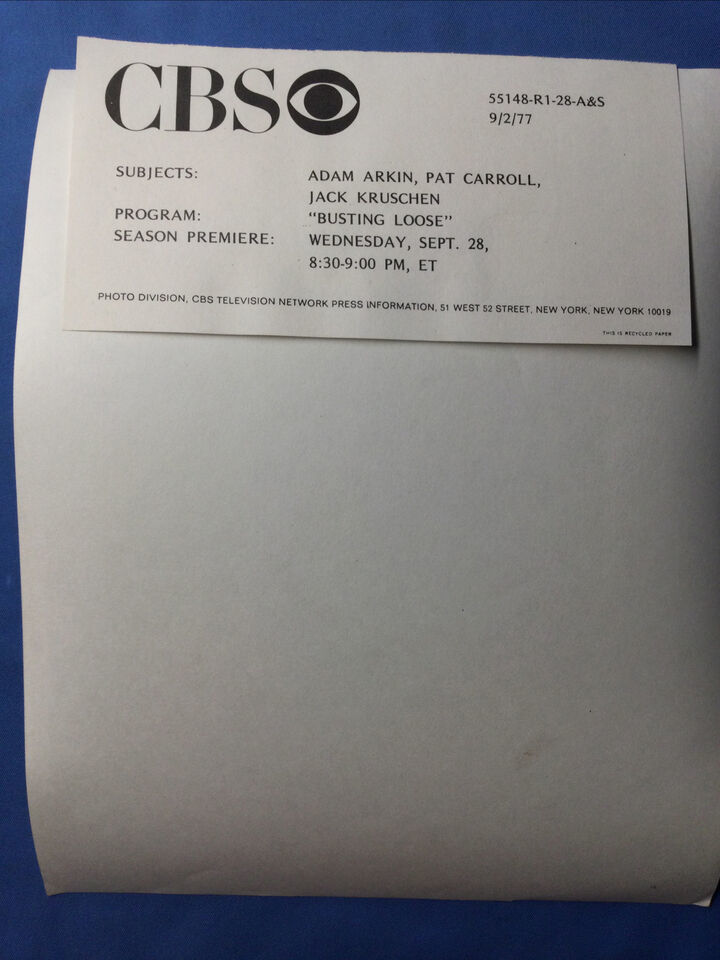 CBS
55148-R1-28-A&S
9/2/77
SUBJECTS: ADAM ARKIN, PAT CARROLL,
JACK KRUSCHEN
PROGRAM: "BUSTING LOOSE"
SEASON PREMIERE: WEDNESDAY, SEPT. 28,
8:30-9:00 PM, ET
PHOTO DIVISION, CBS TELEVISION NETWORK PRESS INFORMATION, 51 WEST 52 STREET, NEW YORK, NEW YORK 10019
THIS IS RECYCLED PAPER